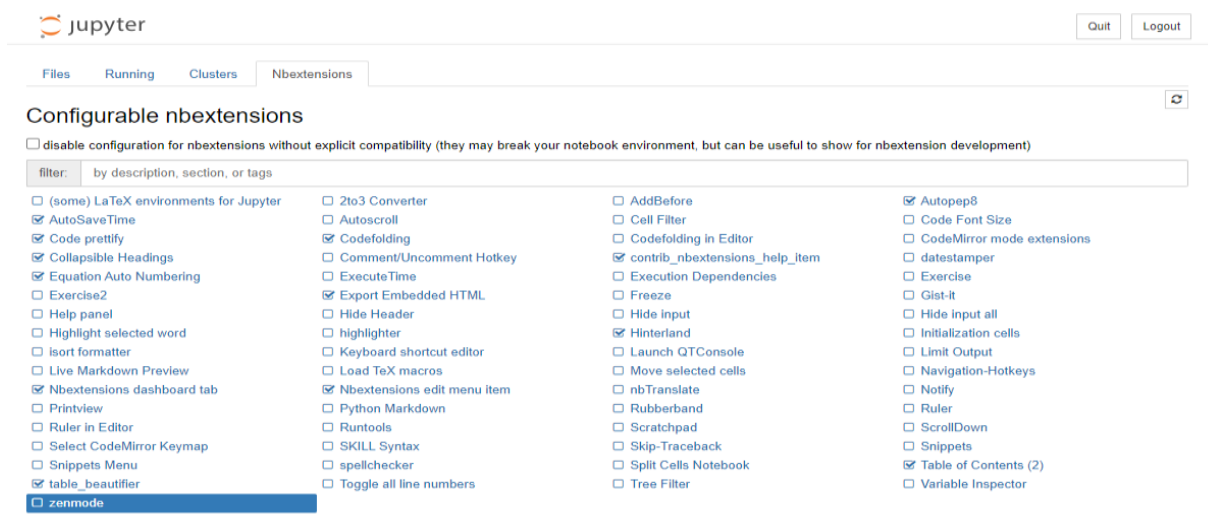 jupyter Quit Logout
Files Running Clusters Nbextensions
Configurable nbextensions
disable configuration for nbextensions without explicit compatibility (they may break your notebook environment, but can be useful to show for nbextension development)
filter: by description, section, or tags
(some) LaTeX environments for Jupyter 2to3 Converter AddBefore Autopep8
AutoSaveTime Autoscroll Cell Filter Code Font Size
Code prettify Codefolding Codefolding in Editor CodeMirror mode extensions
Collapsible Headings Comment/Uncomment Hotkey contrib_nbextensions_help_item datestamper
Equation Auto Numbering ExecuteTime Execution Dependencies Exercise
Exercise2 Export Embedded HTML Freeze Gist-it
Help panel Hide Header Hide input Hide input all
Highlight selected word highlighter Hinterland Initialization cells
isort formatter Keyboard shortcut editor Launch QTConsole Limit Output
Live Markdown Preview Load TeX macros Move selected cells Navigation-Hotkeys
Nbextensions dashboard tab Nbextensions edit menu item nbTranslate Notify
Printview Python Markdown Rubberband Ruler
Ruler in Editor Runtools Scratchpad ScrollDown
Select CodeMirror Keymap SKILL Syntax Skip-Traceback Snippets
Snippets Menu spellchecker Split Cells Notebook Table of Contents (2)
table_beautifier Toggle all line numbers Tree Filter Variable Inspector
zenmode